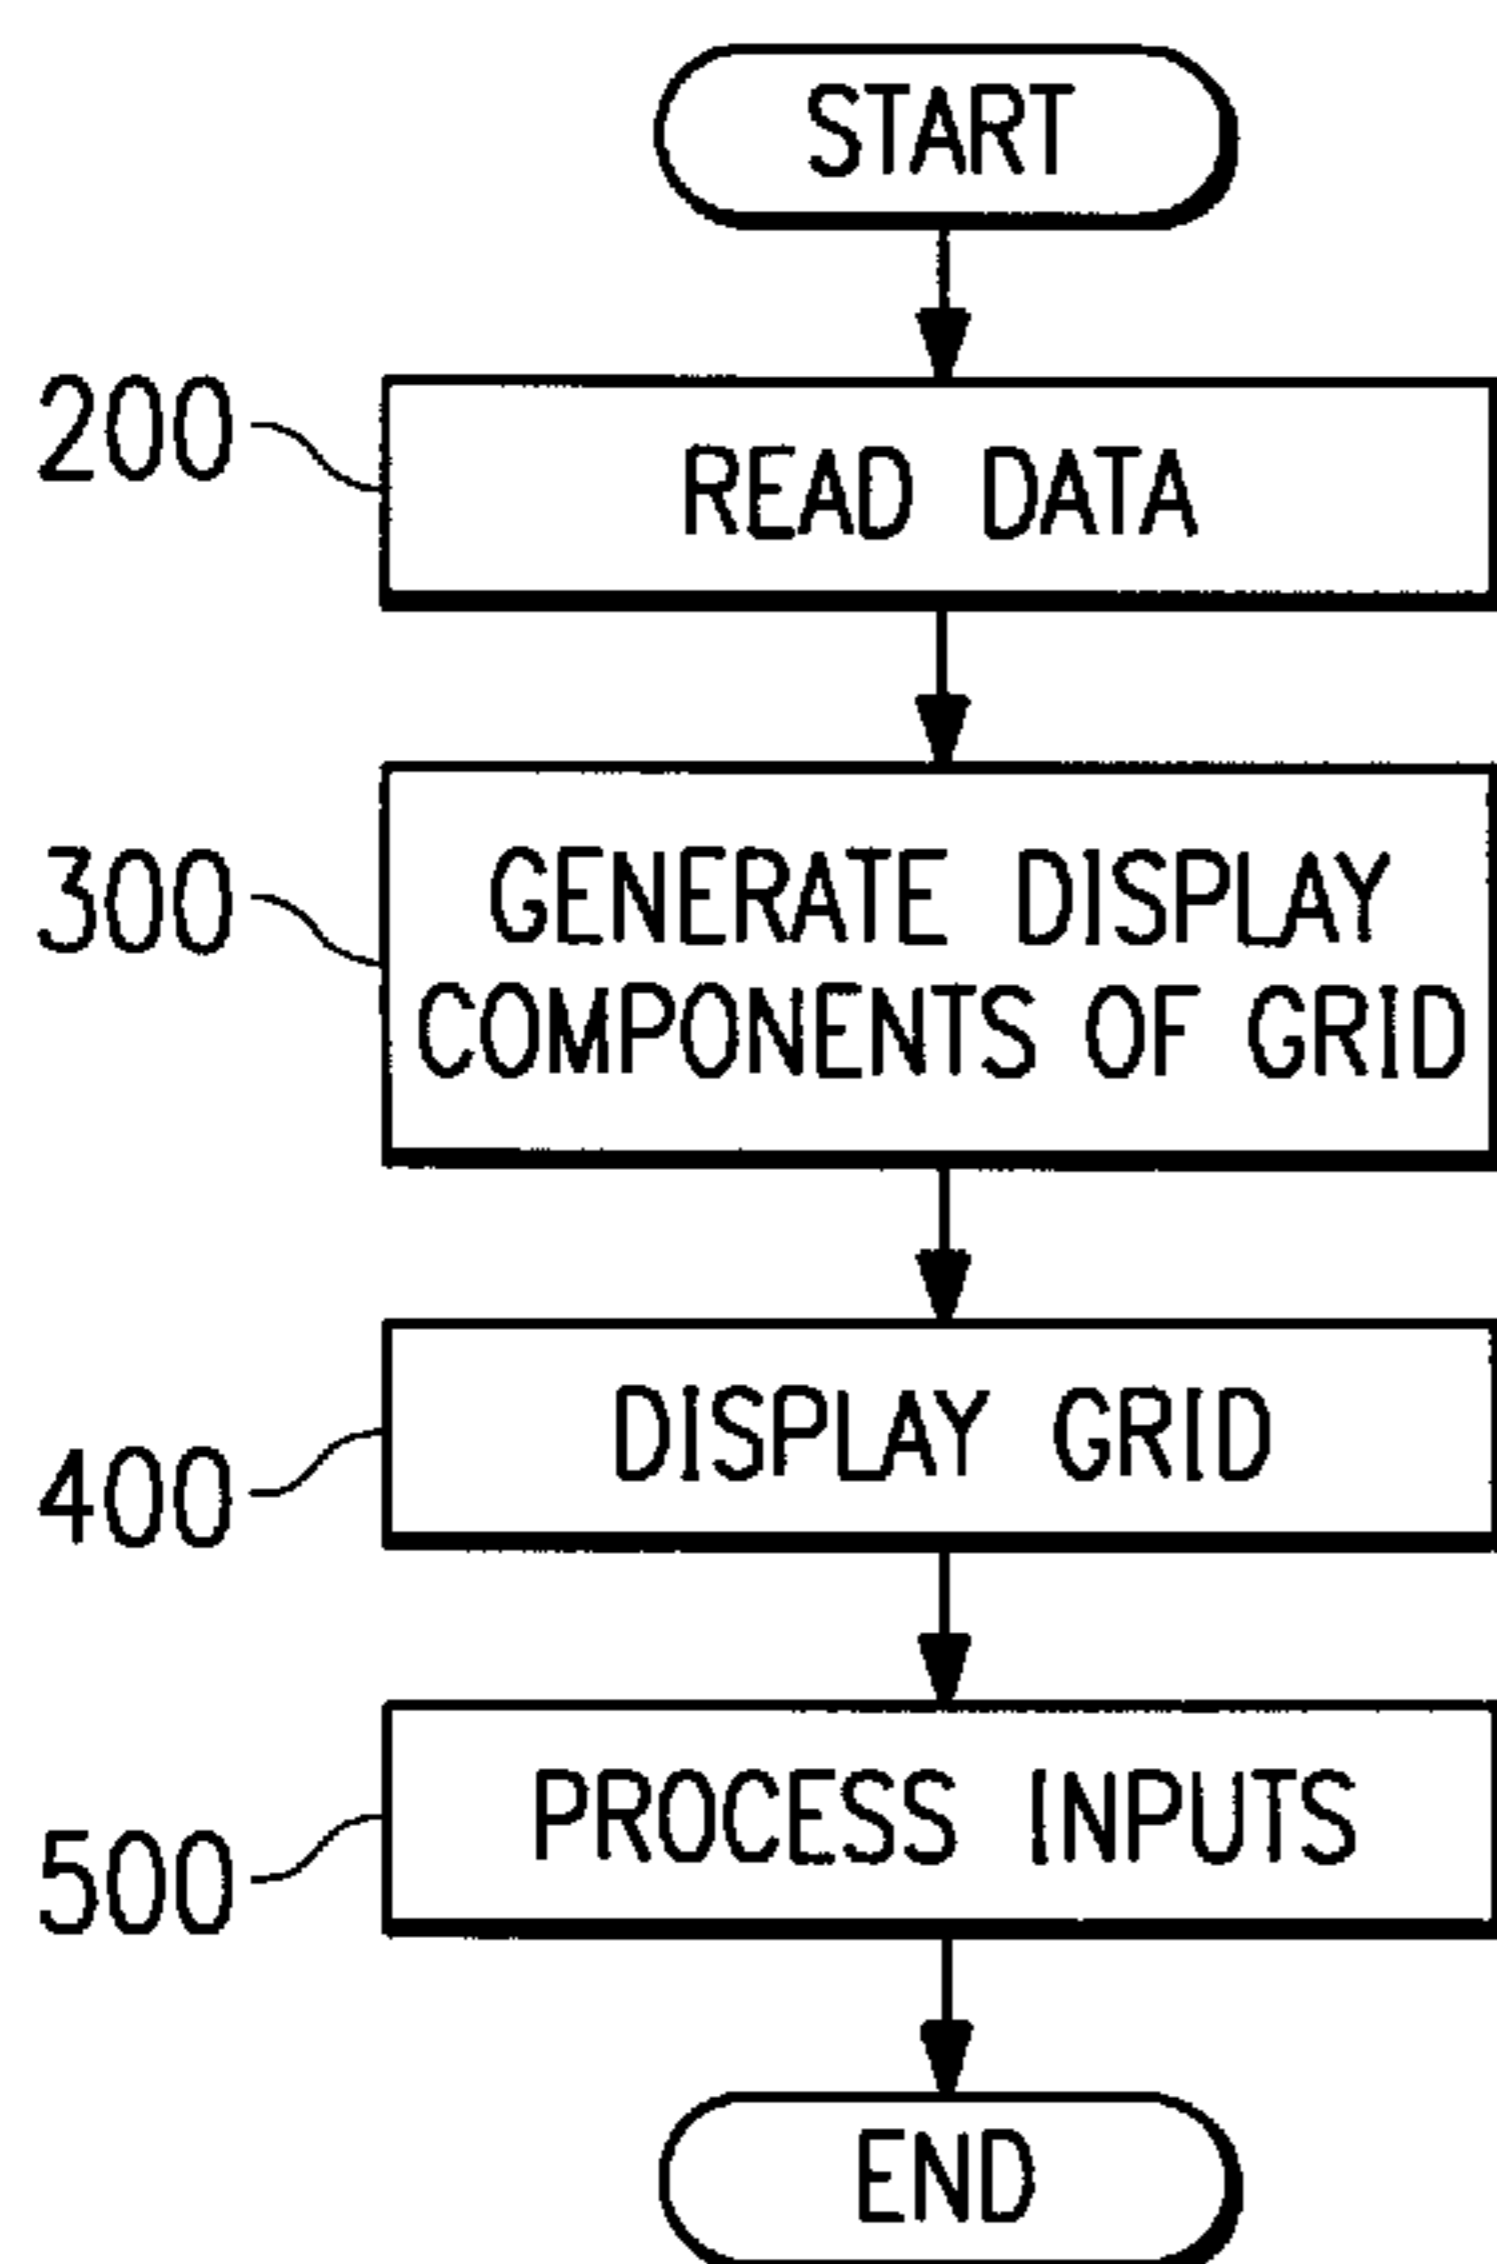 START
200
READ DATA
300
GENERATE DISPLAY
COMPONENTS OF GRID
400
DISPLAY GRID
500
PROCESS INPUTS
END